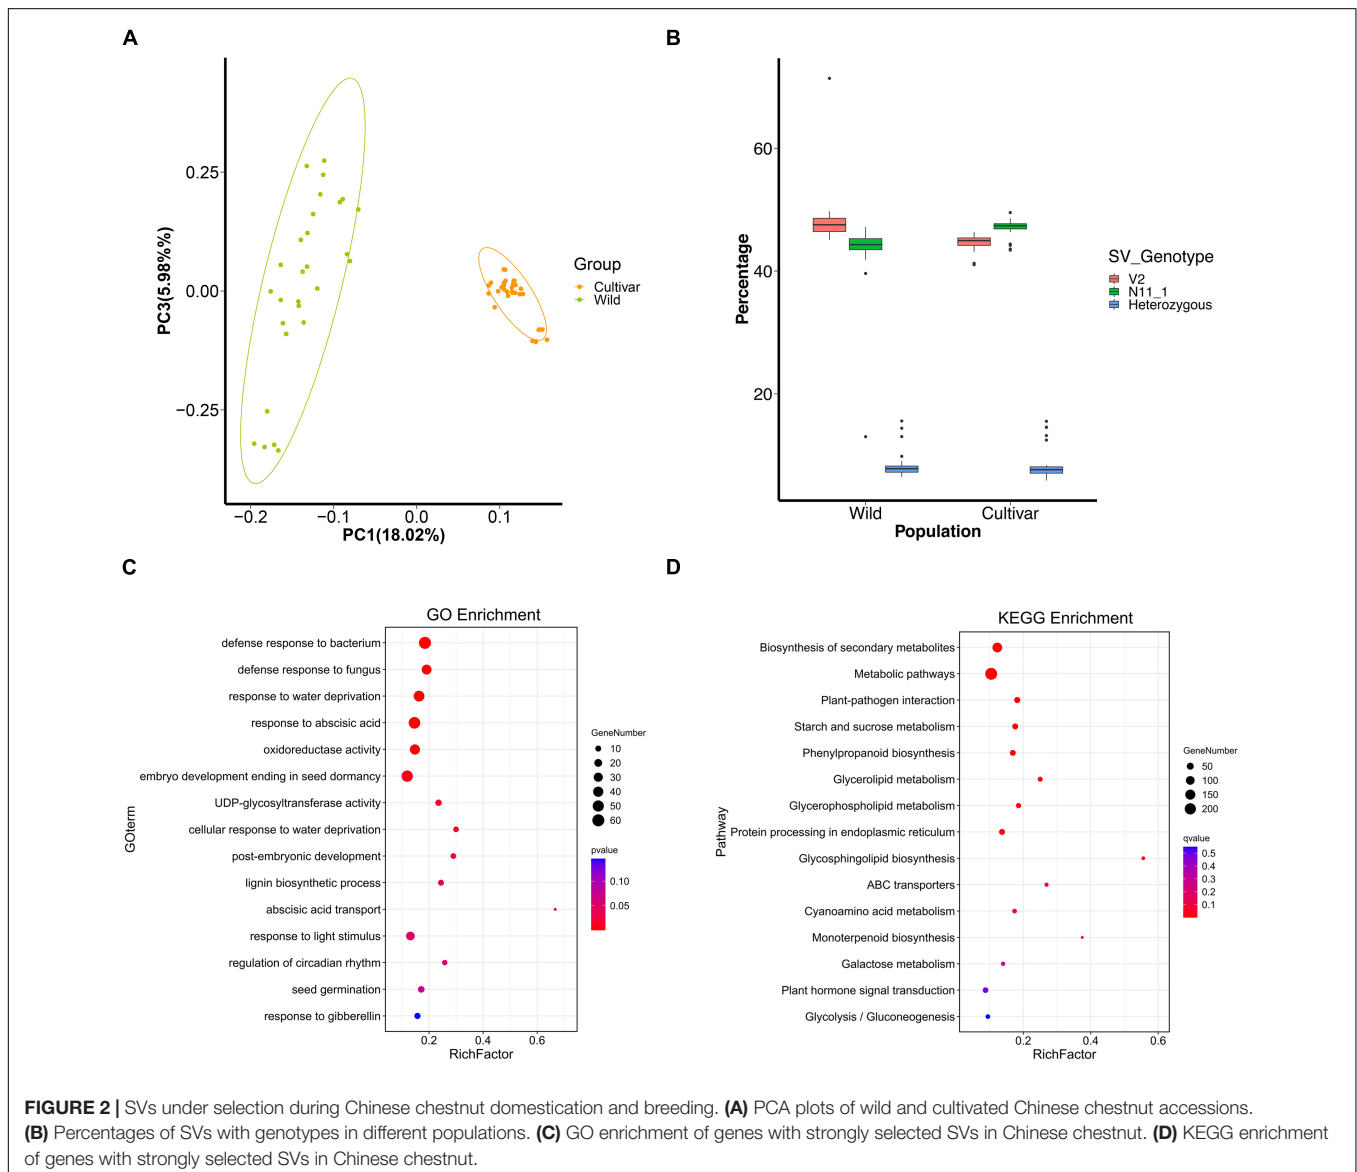 A
0.25
0.00
−0.25
PC3(5.98%%)
−0.2
−0.1
0.0
0.1
PC1(18.02%)
Group
Cultivar
Wild
B
60
40
20
Percentage
Wild
Cultivar
Population
SV_Genotype
V2
N11_1
Heterozygous
C
GO Enrichment
defense response to bacterium
defense response to fungus
response to water deprivation
response to abscisic acid
oxidoreductase activity
embryo development ending in seed dormancy
UDP-glycosyltransferase activity
cellular response to water deprivation
post-embryonic development
lignin biosynthetic process
abscisic acid transport
response to light stimulus
regulation of circadian rhythm
seed germination
response to gibberellin
GOterm
0.2
0.4
0.6
RichFactor
GeneNumber
10
20
30
40
50
60
pvalue
0.10
0.05
D
KEGG Enrichment
Biosynthesis of secondary metabolites
Metabolic pathways
Plant-pathogen interaction
Starch and sucrose metabolism
Phenylpropanoid biosynthesis
Glycerolipid metabolism
Glycerophospholipid metabolism
Protein processing in endoplasmic reticulum
Glycosphingolipid biosynthesis
ABC transporters
Cyanoamino acid metabolism
Monoterpenoid biosynthesis
Galactose metabolism
Plant hormone signal transduction
Glycolysis / Gluconeogenesis
Pathway
0.2
0.4
0.6
RichFactor
GeneNumber
50
100
150
200
qvalue
0.5
0.4
0.3
0.2
0.1
FIGURE 2 | SVs under selection during Chinese chestnut domestication and breeding. (A) PCA plots of wild and cultivated Chinese chestnut accessions.
(B) Percentages of SVs with genotypes in different populations. (C) GO enrichment of genes with strongly selected SVs in Chinese chestnut. (D) KEGG enrichment
of genes with strongly selected SVs in Chinese chestnut.